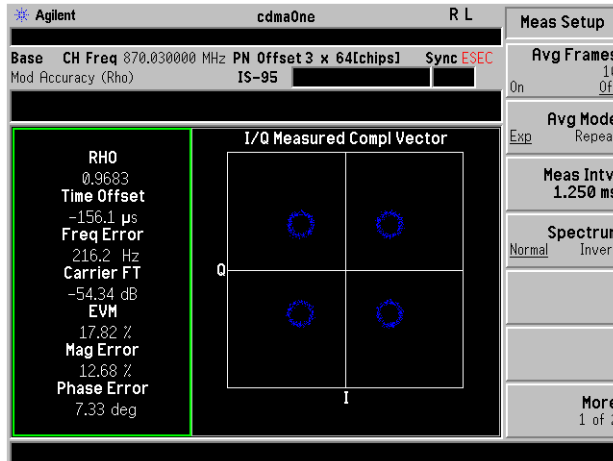 Agilent cdmaOne R L
Base CH Freq 870.030000 MHz PN Offset 3 x 64[chips] Sync ESEC
Mod Accuracy (Rho) IS-95
I/Q Measured Compl Vector
RHO
0.9683
Time Offset
-156.1 µs
Freq Error
216.2 Hz
Carrier FT
-54.34 dB
EVM
17.82 %
Mag Error
12.68 %
Phase Error
7.33 deg
Q
I
Meas Setup
Avg Frames
On
Avg Mode
Exp
Meas Intv
1.250 ms
Normal
More
1 of